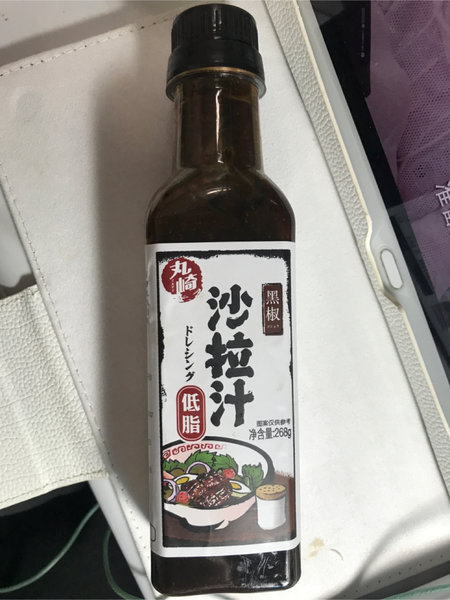 丸崎
黑椒
沙拉汁
ドレシング
低脂
图案仅供参考
净含量:268g